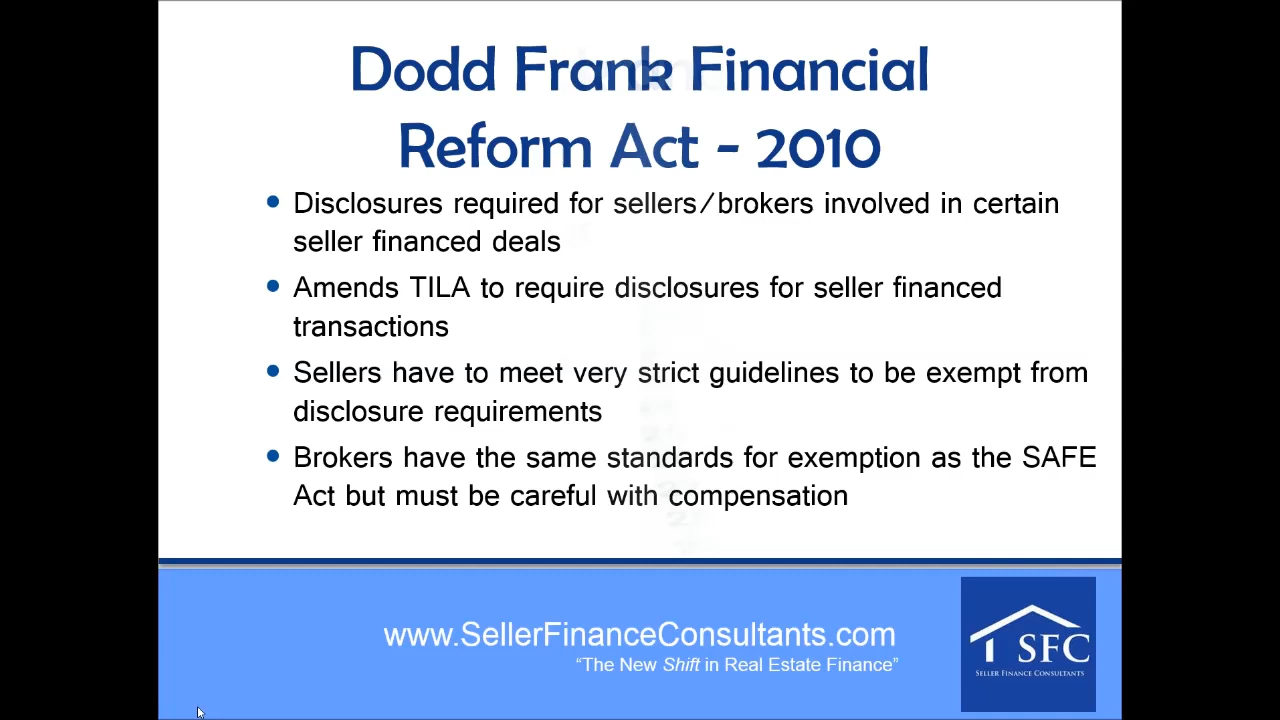 Dodd Frank Financial
Reform Act - 2010
Disclosures required for sellers/brokers involved in certain
seller financed deals
Amends TILA to require disclosures for seller financed
transactions
Sellers have to meet very strict guidelines to be exempt from
disclosure requirements
Brokers have the same standards for exemption as the SAFE
Act but must be careful with compensation
www.SellerFinanceConsultants.com
“The New Shift in Real Estate Finance”
SFC
SELLER FINANCE CONSULTANTS